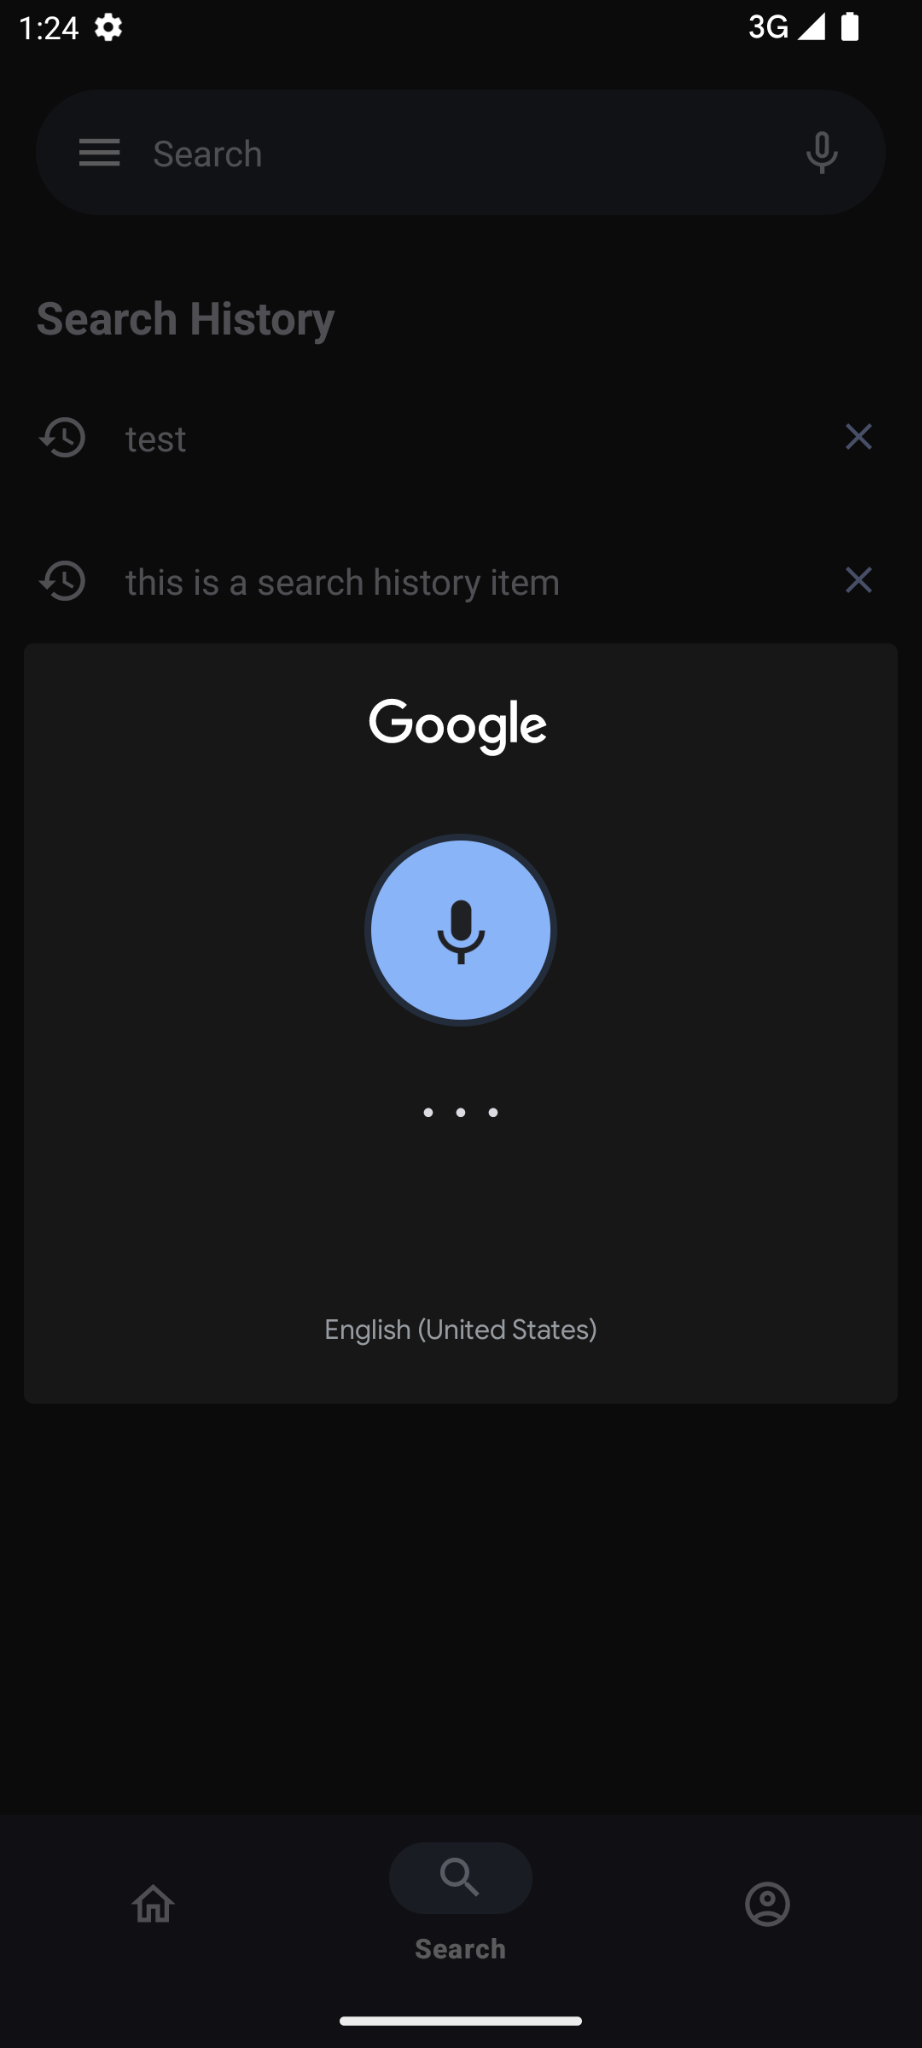 1:24
3G
Search
Search History
test
this is a search history item
Google
English (United States)
Search